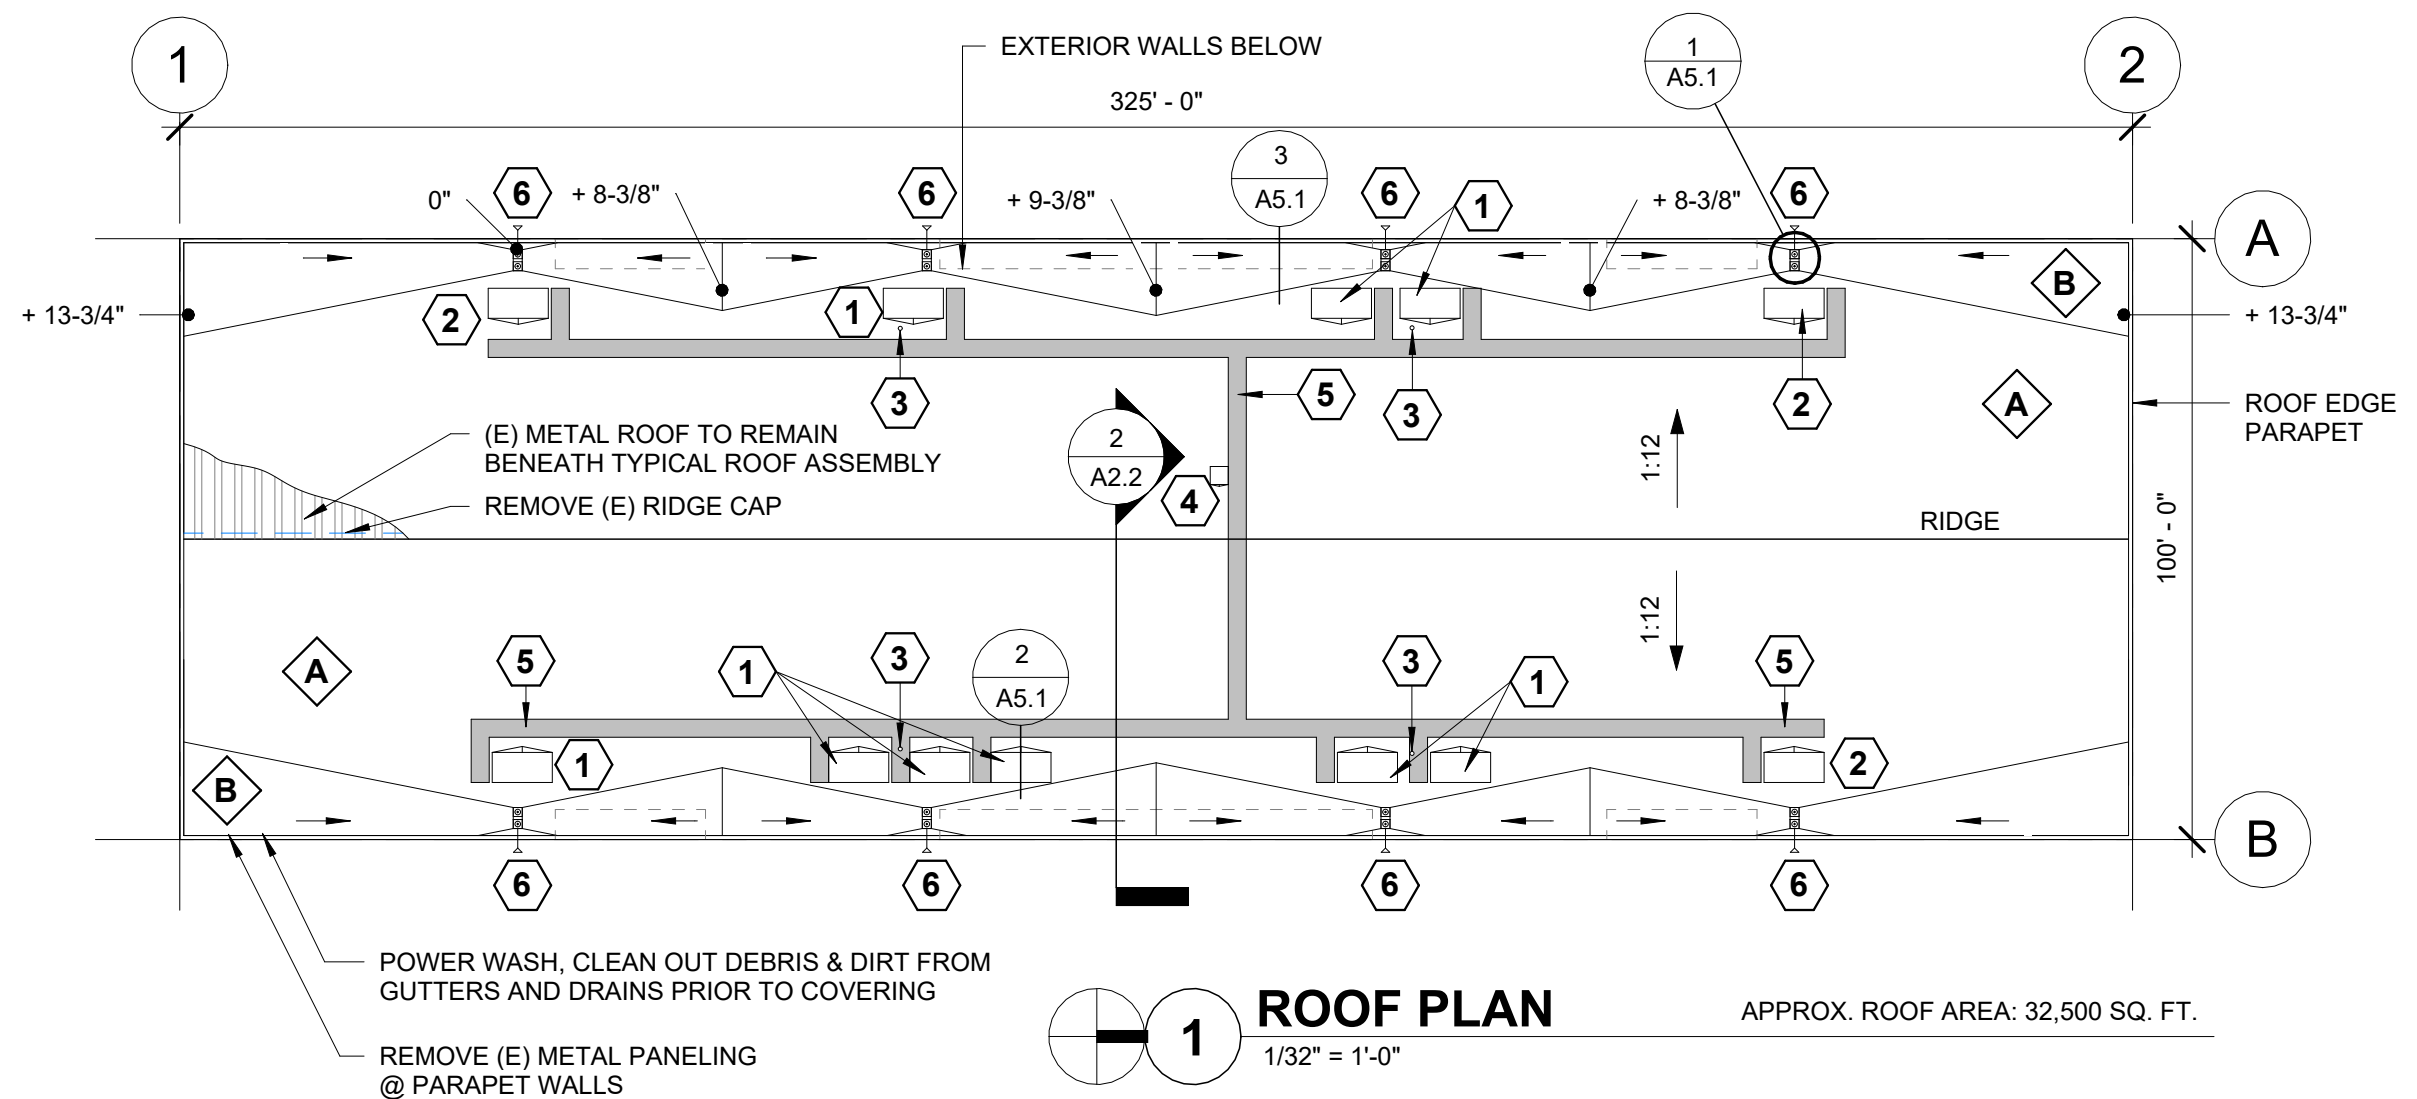 1
EXTERIOR WALLS BELOW
1
A5.1
2
325' - 0"
3
A5.1
0"
6
+ 8-3/8"
6
+ 9-3/8"
6
1
+ 8-3/8"
6
A
B
+ 13-3/4"
2
1
+ 13-3/4"
3
5
3
2
A
ROOF EDGE
PARAPET
(E) METAL ROOF TO REMAIN
BENEATH TYPICAL ROOF ASSEMBLY
REMOVE (E) RIDGE CAP
2
A2.2
4
1:12
RIDGE
100' - 0"
1:12
A
5
1
3
2
A5.1
3
1
5
B
1
2
B
6
6
6
6
POWER WASH, CLEAN OUT DEBRIS & DIRT FROM
GUTTERS AND DRAINS PRIOR TO COVERING
REMOVE (E) METAL PANELING
@ PARAPET WALLS
1
ROOF PLAN
1/32" = 1'-0"
APPROX. ROOF AREA: 32,500 SQ. FT.